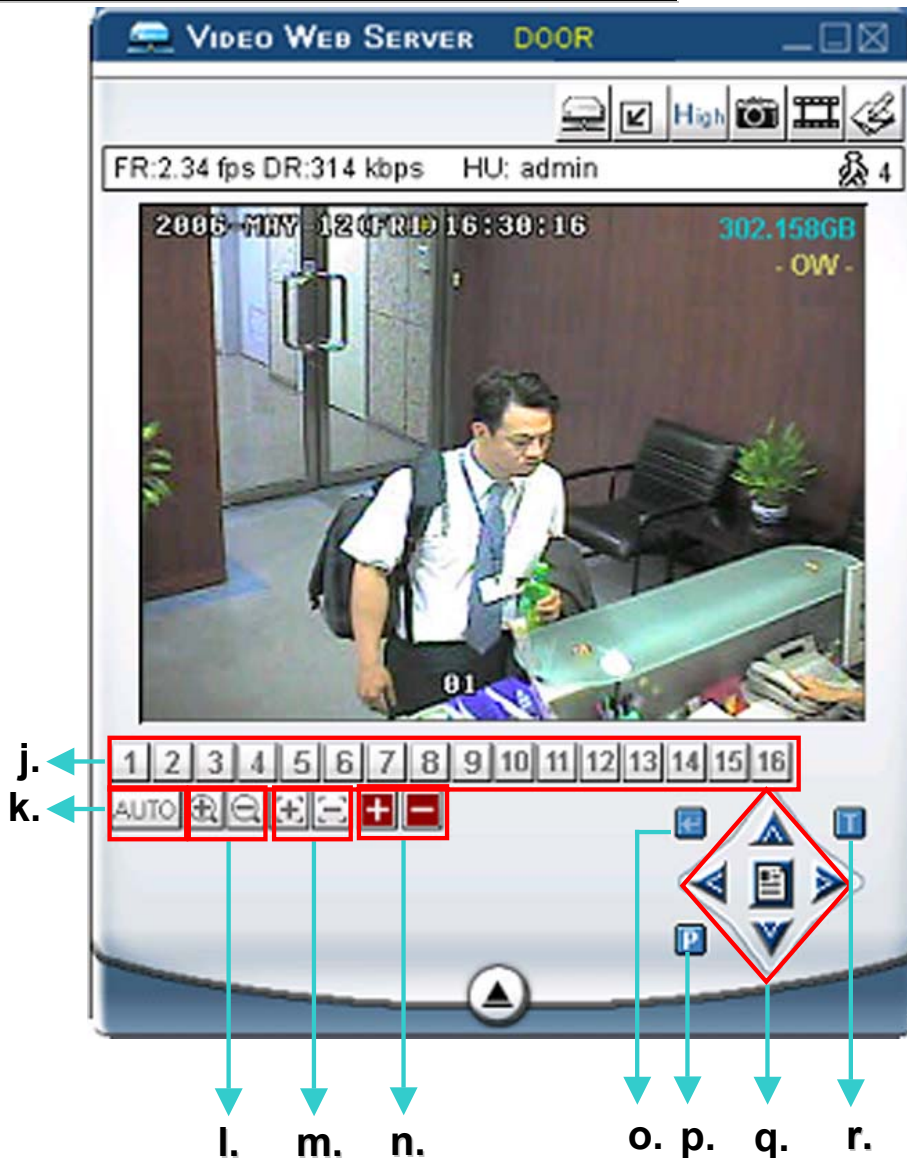 VIDEO WEB SERVER DOOR
High
FR:2.34 fps DR:314 kbps HU: admin 4
2006-MAY 12(FRI) 16:30:16 302.158GB
- OW -
01
j. 1 2 3 4 5 6 7 8 9 10 11 12 13 14 15 16
k. AUTO
T
P
l. m. n. o. p. q. r.